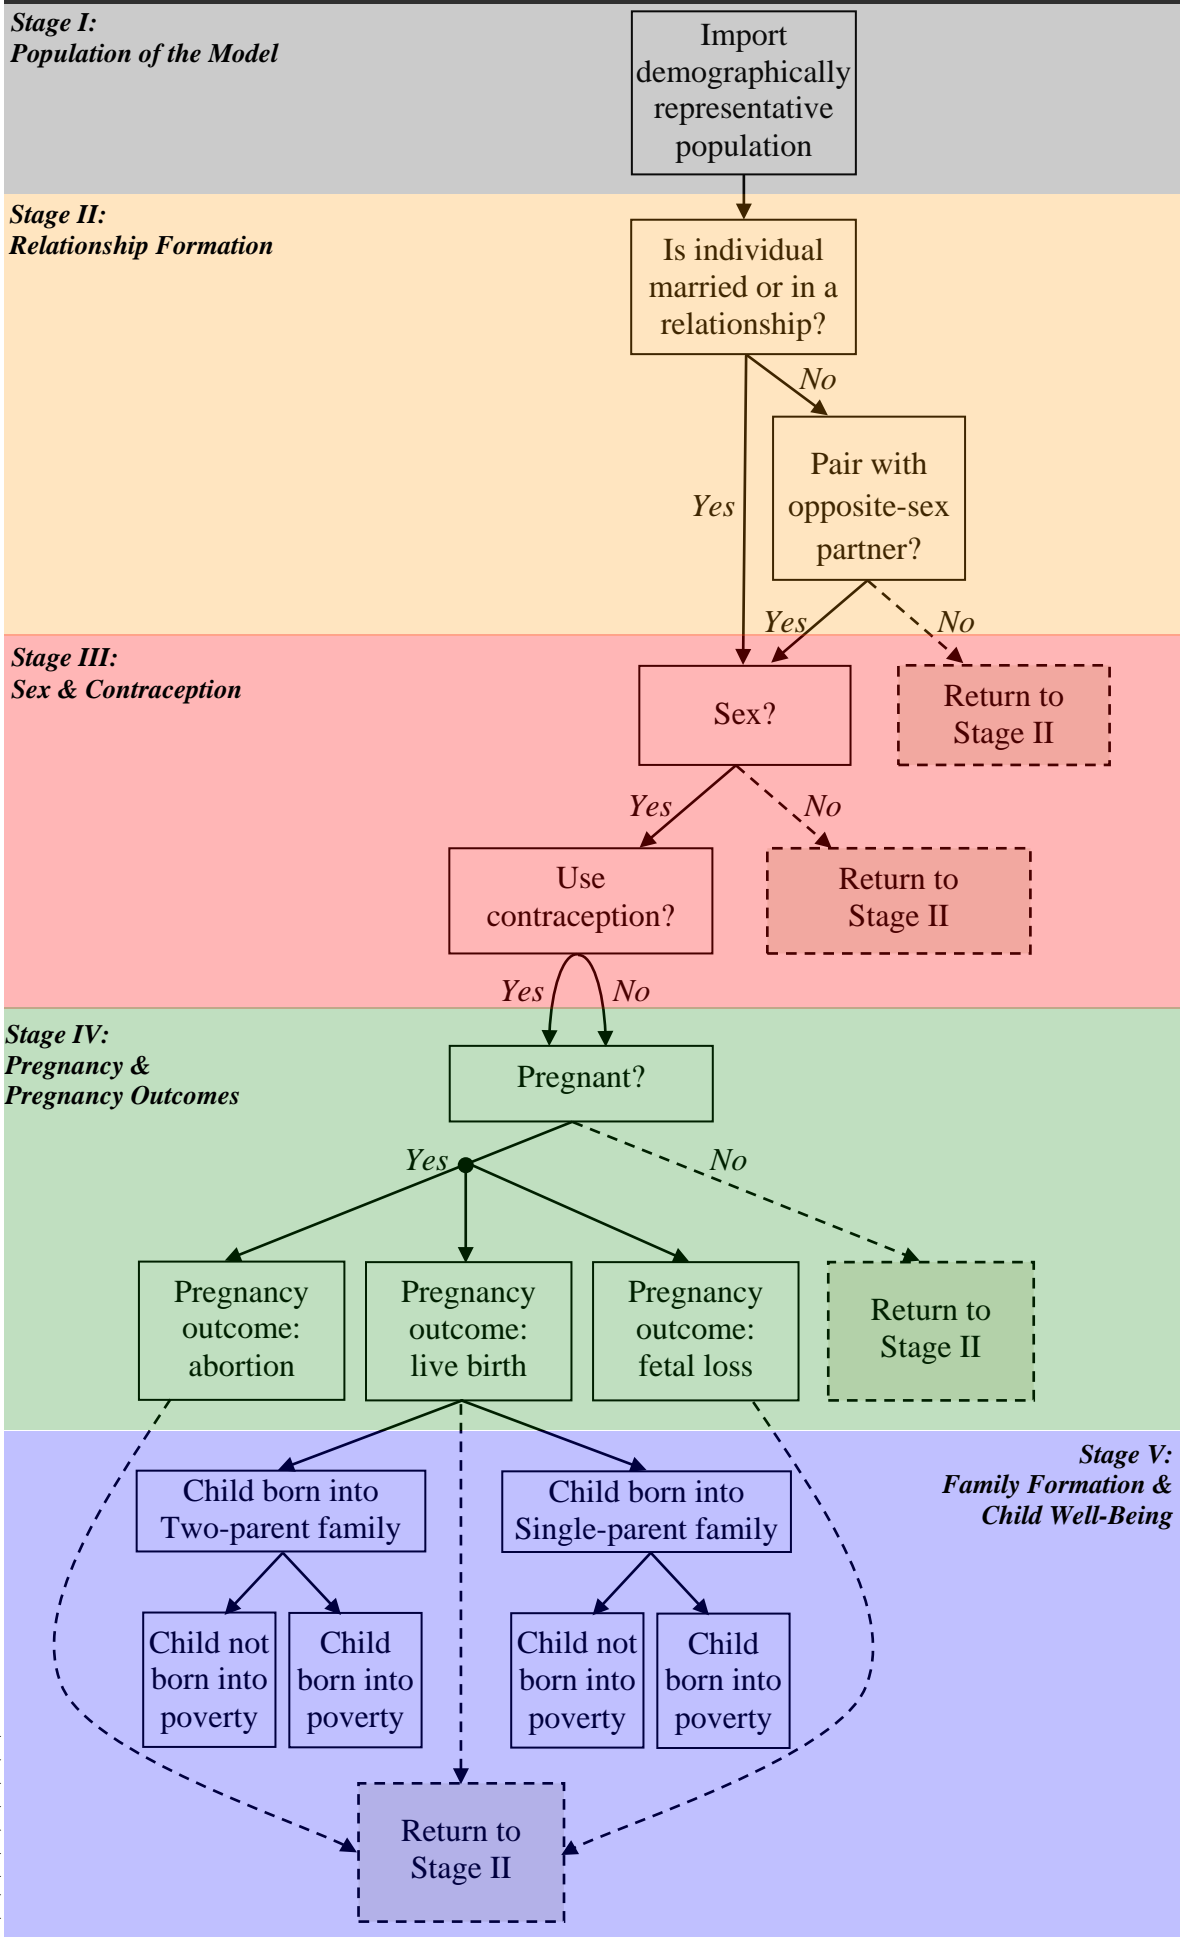 Stage I:
Population of the Model
Import
demographically
representative
population
Stage II:
Relationship Formation
Is individual
married or in a
relationship?
No
Pair with
opposite-sex
partner?
Yes
Yes
No
Stage III:
Sex & Contraception
Sex?
Return to
Stage II
Yes
No
Use
contraception?
Return to
Stage II
Yes
No
Stage IV:
Pregnancy &
Pregnancy Outcomes
Pregnant?
Yes
No
Pregnancy
outcome:
abortion
Pregnancy
outcome:
live birth
Pregnancy
outcome:
fetal loss
Return to
Stage II
Stage V:
Family Formation &
Child Well-Being
Child born into
Two-parent family
Child born into
Single-parent family
Child not
born into
poverty
Child
born into
poverty
Child not
born into
poverty
Child
born into
poverty
Return to
Stage II